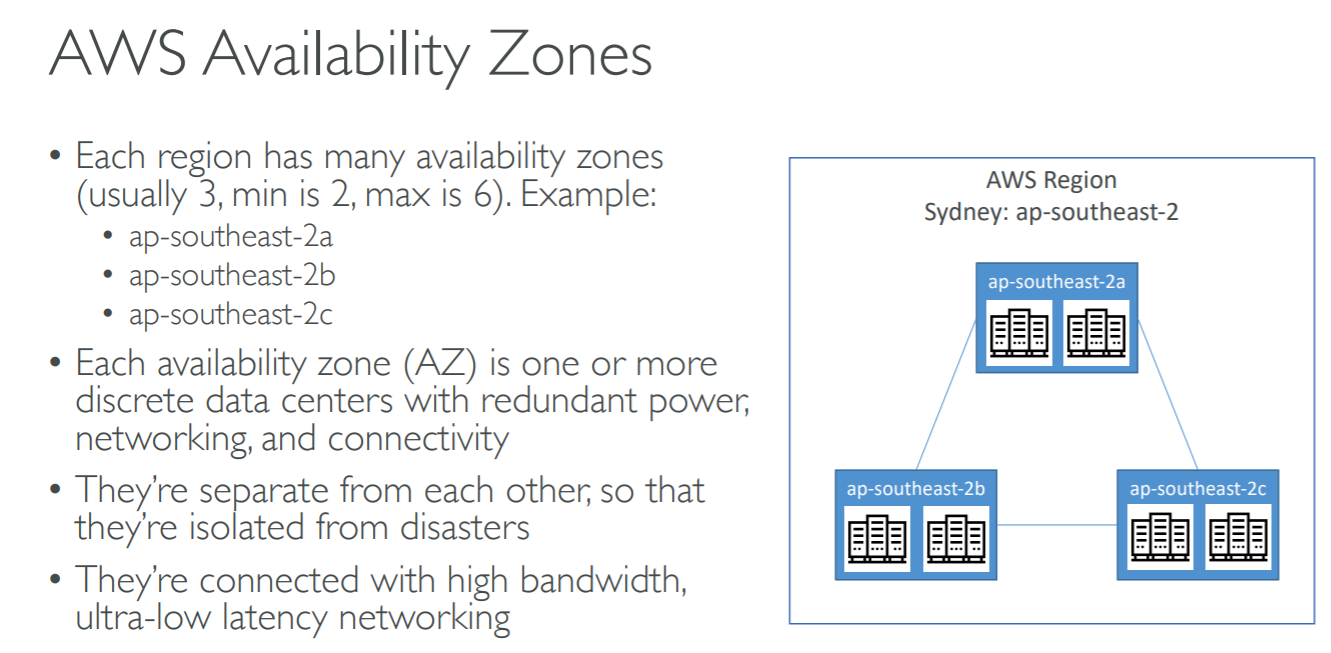 AWS Availability Zones
• Each region has many availability zones
(usually 3, min is 2, max is 6). Example:
• ap-southeast-2a
• ap-southeast-2b
• ap-southeast-2c
• Each availability zone (AZ) is one or more
discrete data centers with redundant power,
networking, and connectivity
• They’re separate from each other, so that
they’re isolated from disasters
• They’re connected with high bandwidth,
ultra-low latency networking
AWS Region
Sydney: ap-southeast-2
ap-southeast-2a
ap-southeast-2b
ap-southeast-2c